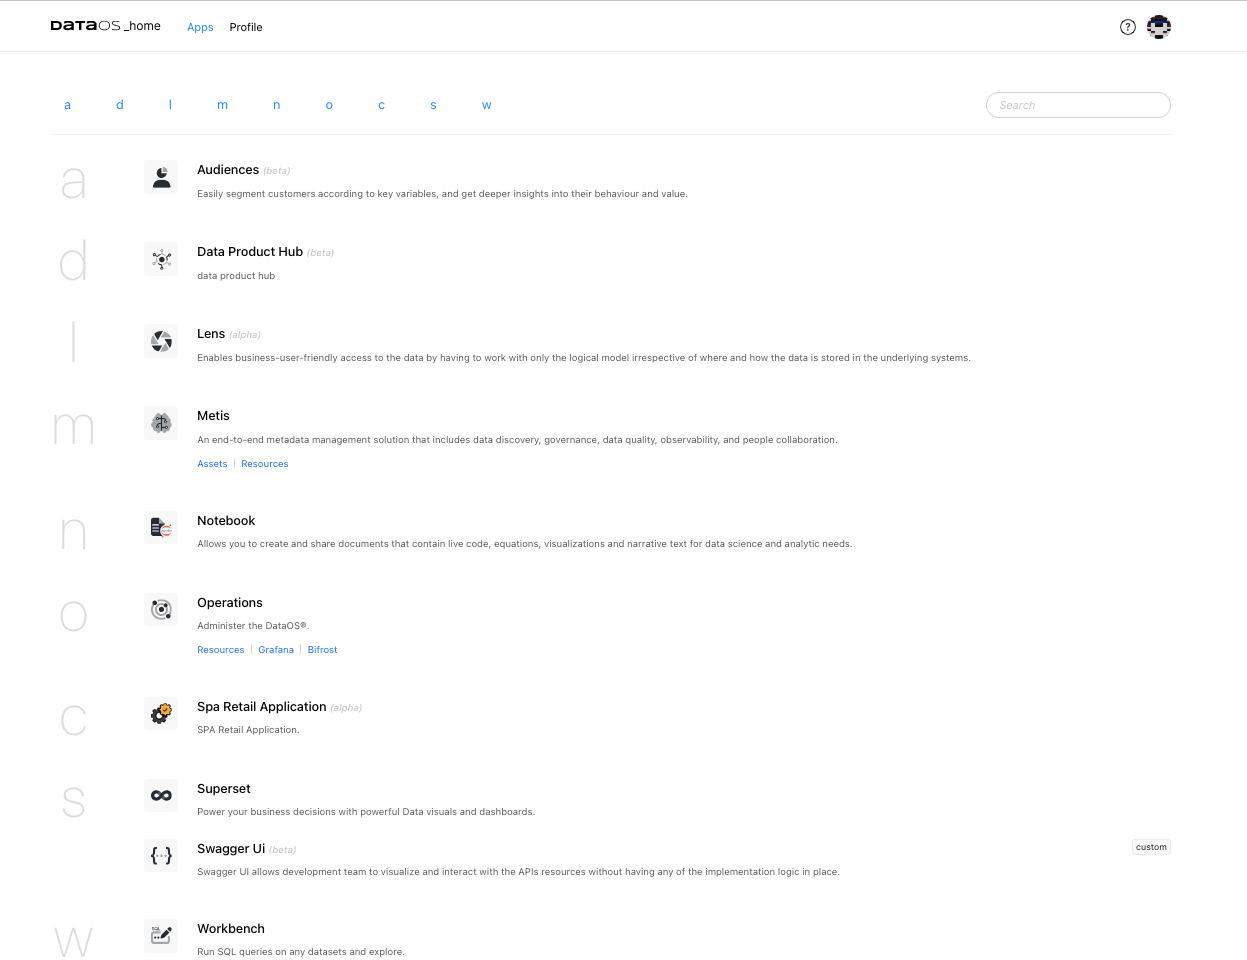 DATAOS _home Apps Profile ?
a d l m n o c s w Search
a
Audiences (beta)
Easily segment customers according to key variables, and get deeper insights into their behaviour and value.
d
Data Product Hub (beta)
data product hub
l
Lens (alpha)
Enables business-user-friendly access to the data by having to work with only the logical model irrespective of where and how the data is stored in the underlying systems.
m
Metis
An end-to-end metadata management solution that includes data discovery, governance, data quality, observability, and people collaboration.
Assets | Resources
n
Notebook
Allows you to create and share documents that contain live code, equations, visualizations and narrative text for data science and analytic needs.
o
Operations
Administer the DataOS®.
Resources | Grafana | Bifrost
c
Spa Retail Application (alpha)
SPA Retail Application.
s
Superset
Power your business decisions with powerful Data visuals and dashboards.
Swagger Ui (beta) custom
Swagger UI allows development team to visualize and interact with the APIs resources without having any of the implementation logic in place.
w
Workbench
Run SQL queries on any datasets and explore.